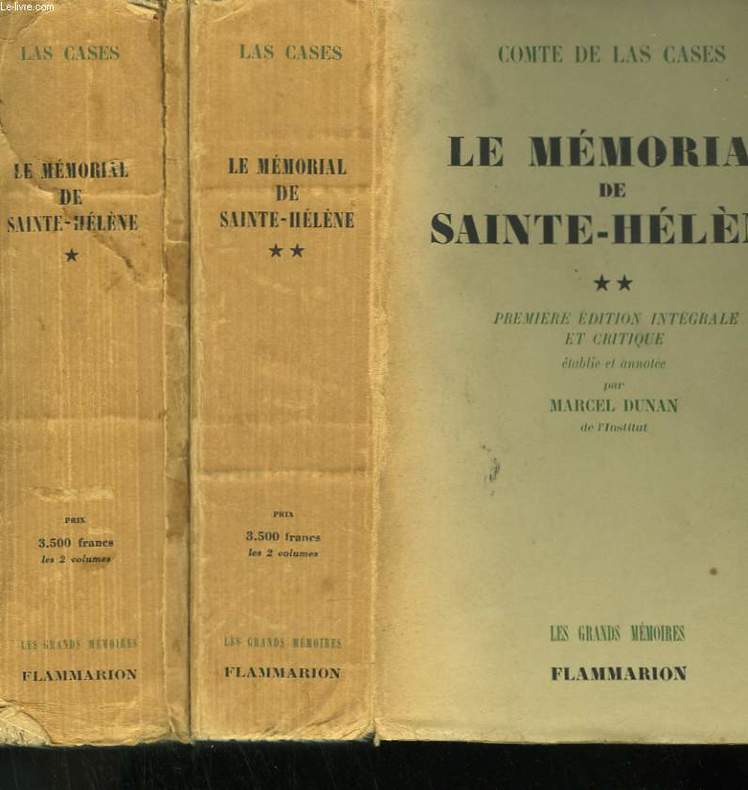 Le-livre.com
LAS CASES
LE MÉMORIAL
DE
SAINTE-HÉLÈNE
★
PRIX
3.500 francs
les 2 volumes
LES GRANDS MÉMOIRES
FLAMMARION
LAS CASES
LE MÉMORIAL
DE
SAINTE-HÉLÈNE
★★
PRIX
3.500 francs
les 2 volumes
LES GRANDS MÉMOIRES
FLAMMARION
COMTE DE LAS CASES
LE MÉMORIA
DE
SAINTE-HÉLÈN
★★
PREMIERE ÉDITION INTÉGRALE
ET CRITIQUE
établie et annotée
par
MARCEL DUNAN
de l'Institut
LES GRANDS MÉMOIRES
FLAMMARION